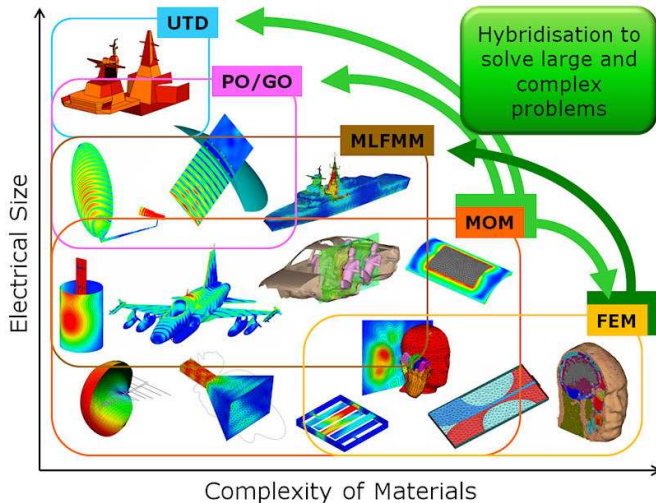 UTD
PO/GO
Hybridisation to
solve large and
complex
problems
MLFMM
MOM
FEM
Electrical Size
Complexity of Materials